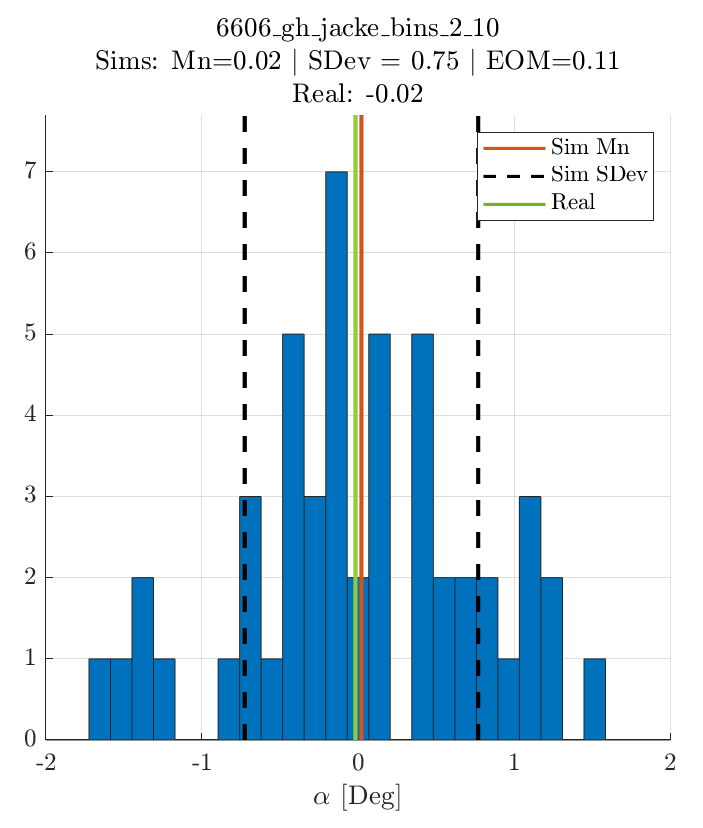 6606_gh_jacke_bins_2_10
Sims: Mn=0.02 | SDev = 0.75 | EOM=0.11
Real: -0.02
Sim Mn
Sim SDev
Real
7
6
5
4
3
2
1
0
-2 -1 0 1 2
α [Deg]